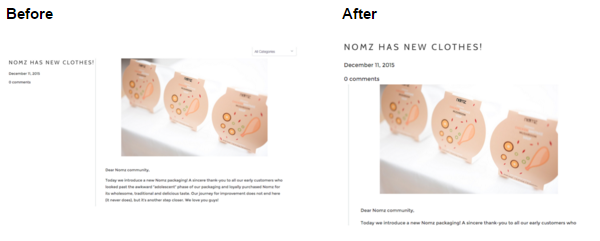 Before
All Categories
NOMZ HAS NEW CLOTHES!
December 11, 2015
0 comments
Dear Noms community,
Today we introduce a new Noms packaging! A sincere thank-you to all our early customers who
looked past the awkward "adolescent" phase of our packaging and loyally purchased Noms for
its wholesome, traditional and delicious taste. Our journey for improvement does not end here
(it never does), but it's another step closer. We love you guys!
After
NOMZ HAS NEW CLOTHES!
December 11, 2015
0 comments
Dear Noms community,
Today we introduce a new Nomz packaging! A sincere thank-you to all our early customers who